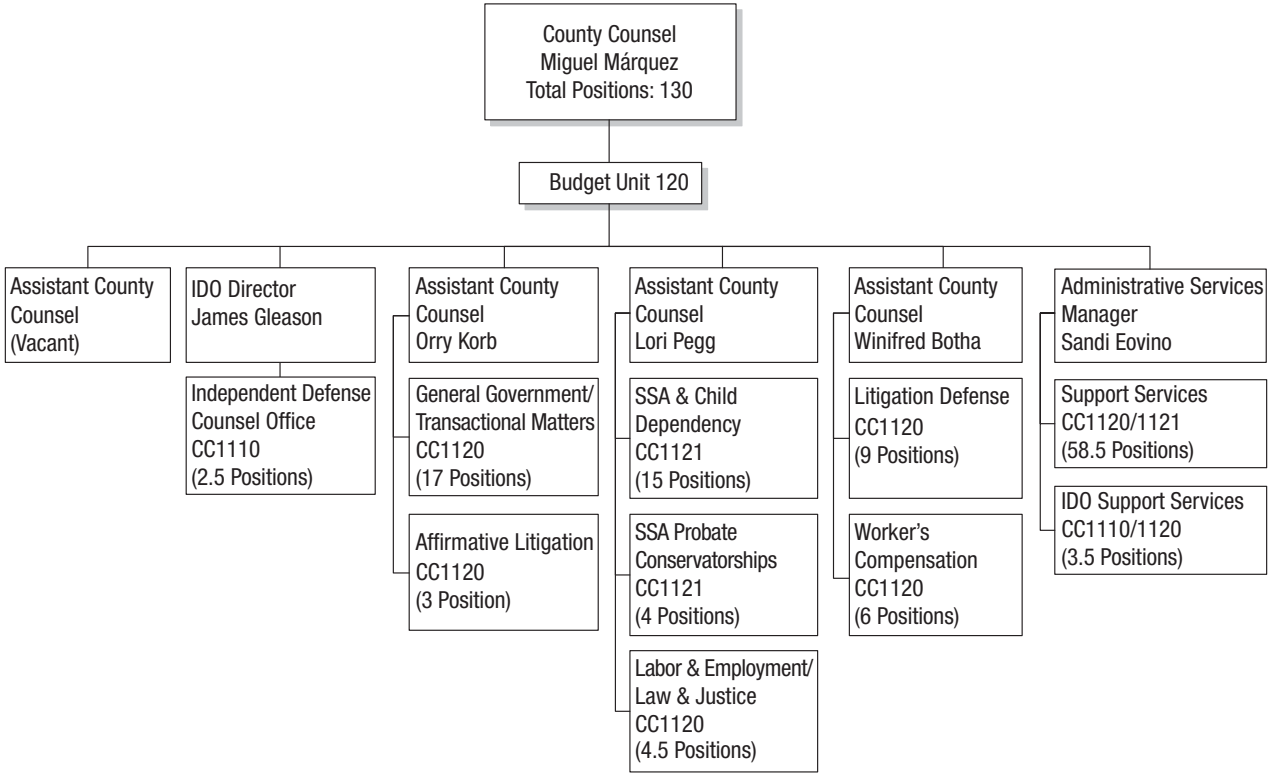 County Counsel
Miguel Márquez
Total Positions: 130
Budget Unit 120
Assistant County
Counsel
(Vacant)
IDO Director
James Gleason
Independent Defense
Counsel Office
CC1110
(2.5 Positions)
Assistant County
Counsel
Orry Korb
General Government/
Transactional Matters
CC1120
(17 Positions)
Affirmative Litigation
CC1120
(3 Position)
Assistant County
Counsel
Lori Pegg
SSA & Child
Dependency
CC1121
(15 Positions)
SSA Probate
Conservatorships
CC1121
(4 Positions)
Labor & Employment/
Law & Justice
CC1120
(4.5 Positions)
Assistant County
Counsel
Winifred Botha
Litigation Defense
CC1120
(9 Positions)
Worker's
Compensation
CC1120
(6 Positions)
Administrative Services
Manager
Sandi Eovino
Support Services
CC1120/1121
(58.5 Positions)
IDO Support Services
CC1110/1120
(3.5 Positions)